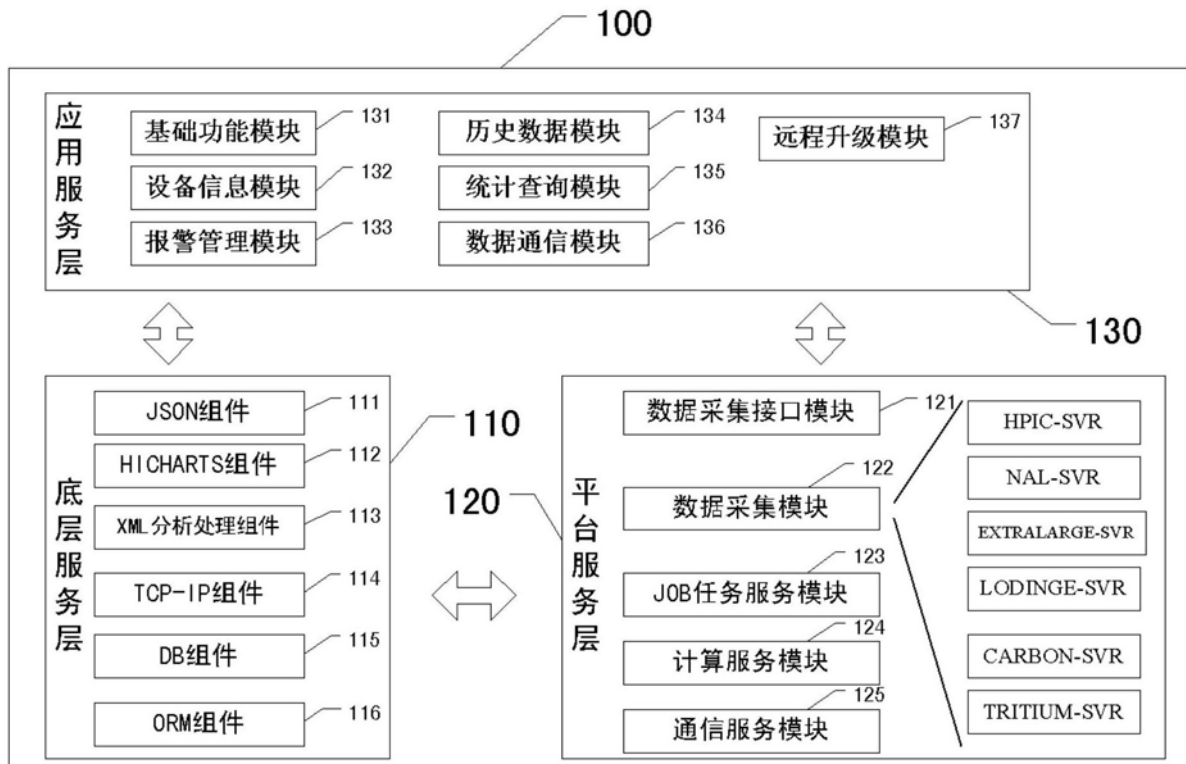 100
应用服务层
基础功能模块
131
设备信息模块
132
报警管理模块
133
历史数据模块
134
统计查询模块
135
数据通信模块
136
远程升级模块
137
130
底层服务层
JSON组件
111
HICHARTS组件
112
XML分析处理组件
113
TCP-IP组件
114
DB组件
115
ORM组件
116
110
120
平台服务层
数据采集接口模块
121
数据采集模块
122
JOB任务服务模块
123
计算服务模块
124
通信服务模块
125
HPIC-SVR
NAL-SVR
EXTRALARGE-SVR
LODINGE-SVR
CARBON-SVR
TRITIUM-SVR